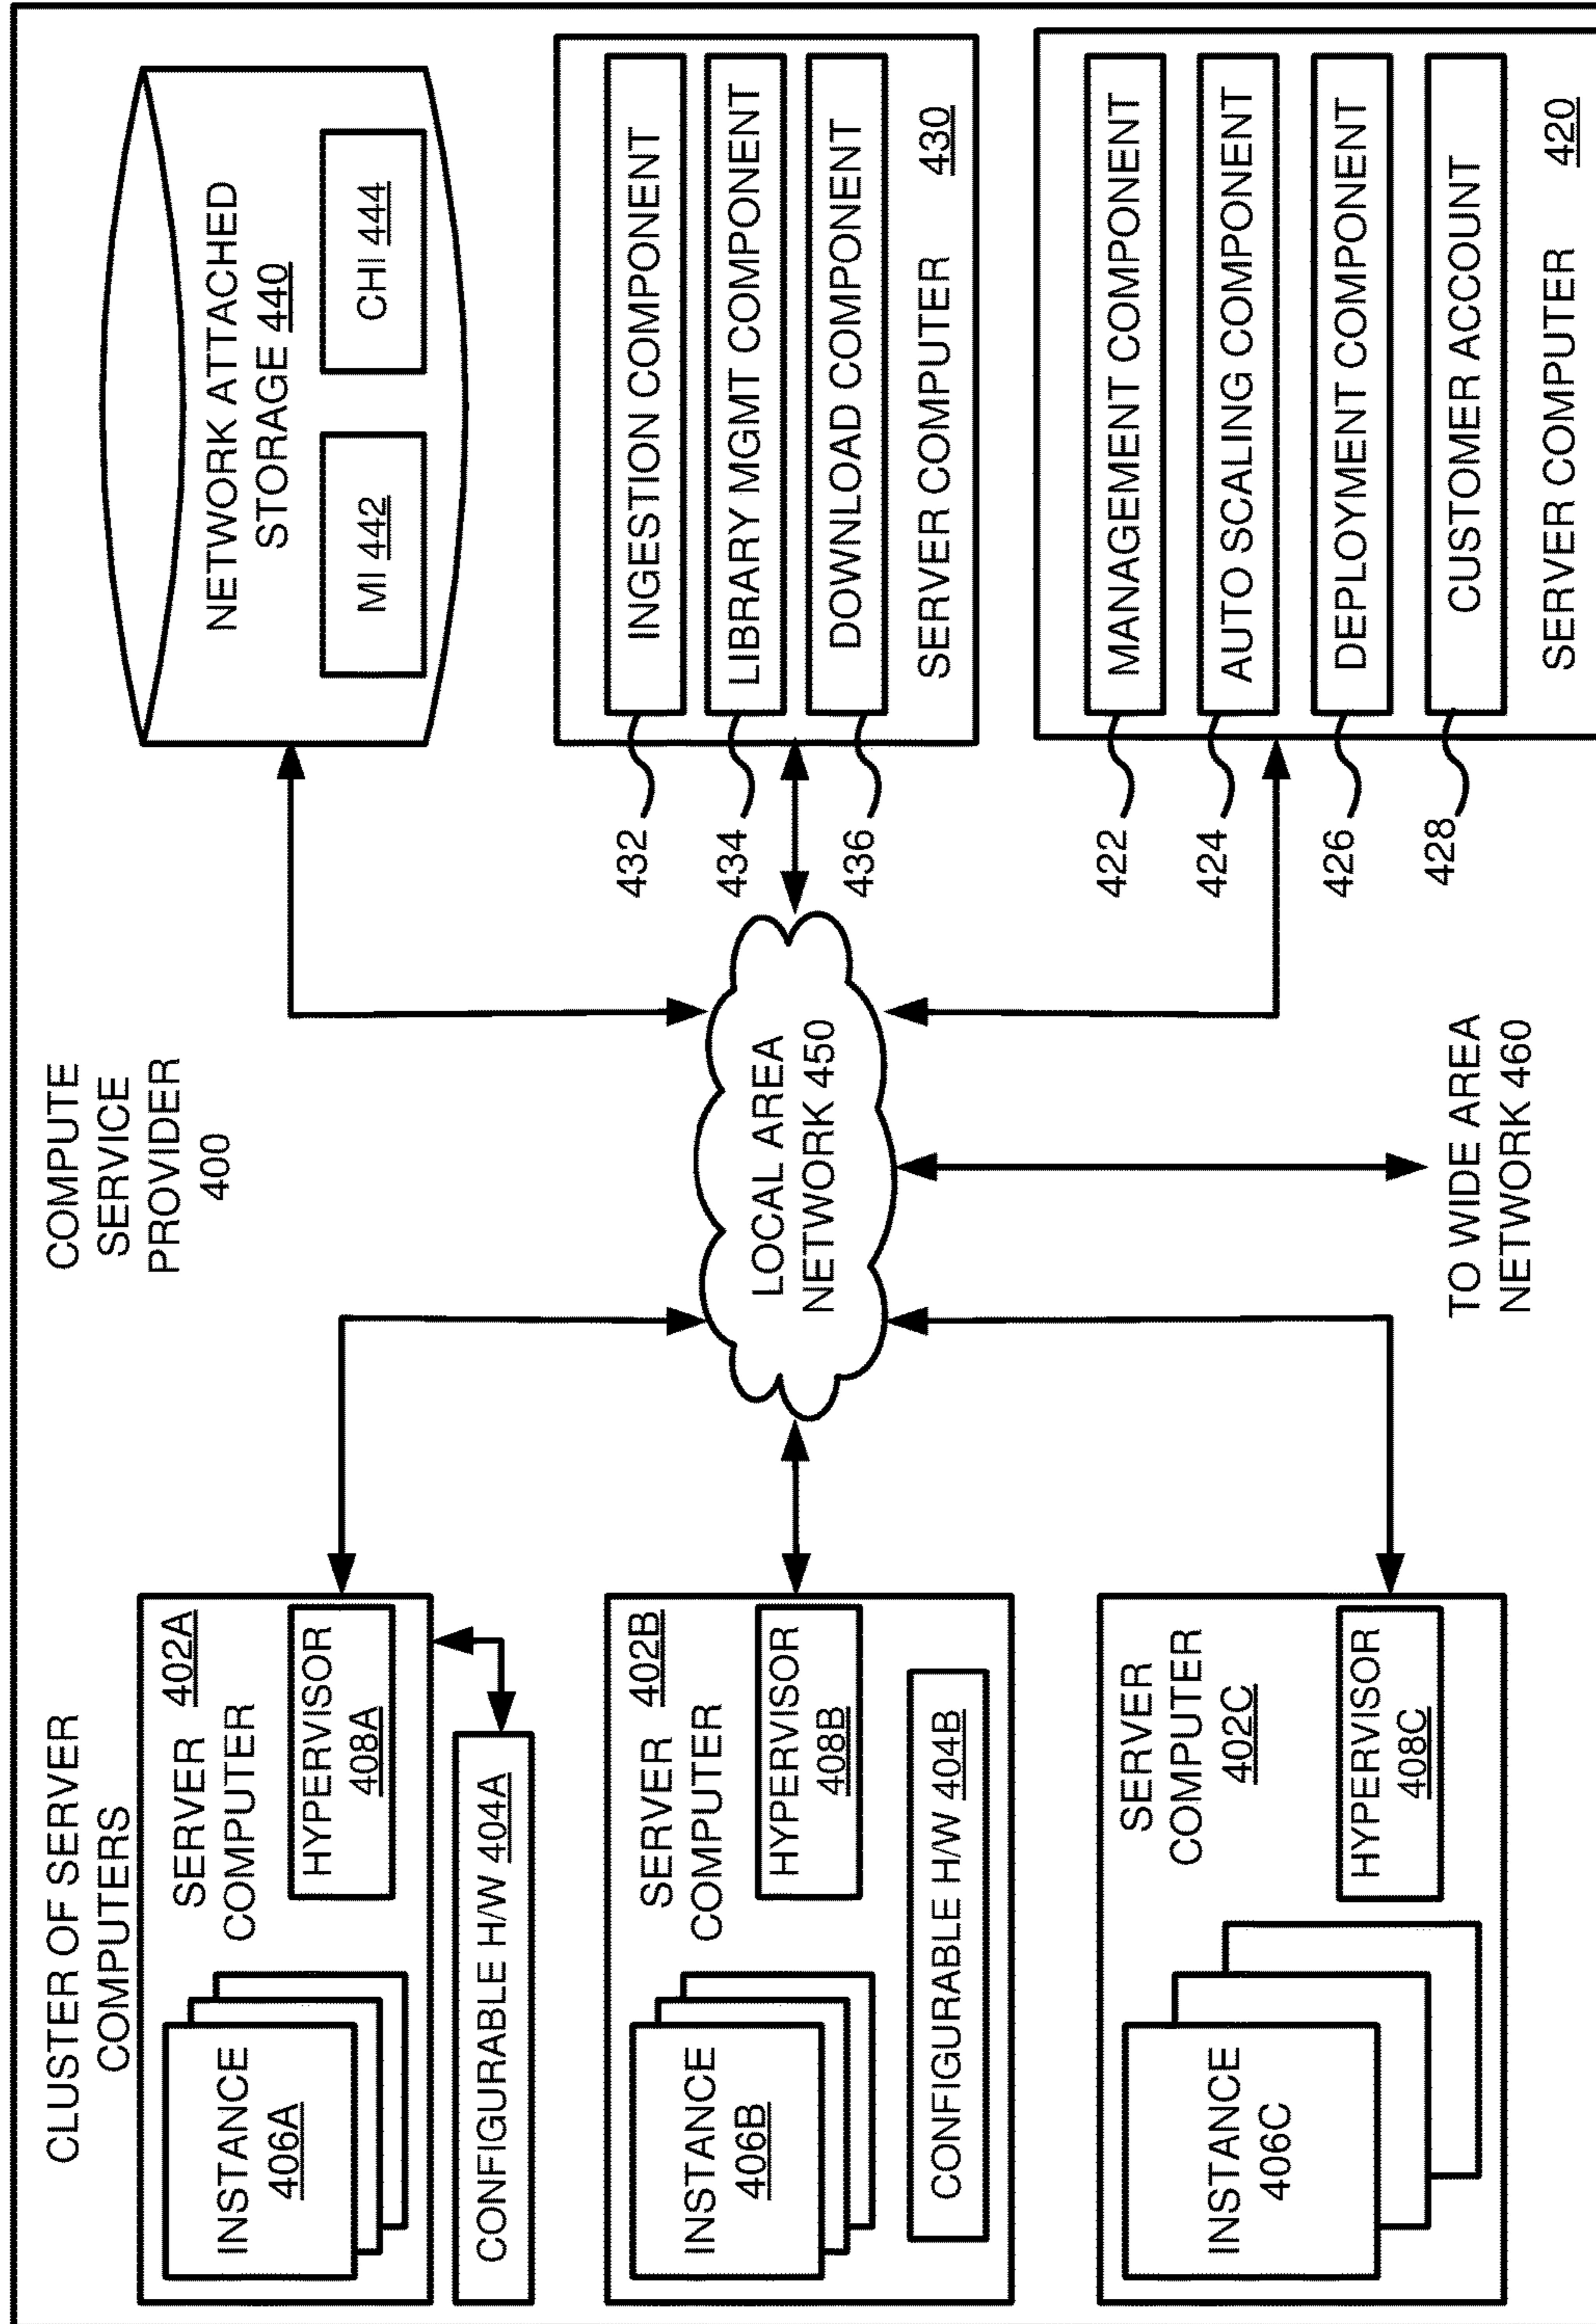 CLUSTER OF SERVER
COMPUTERS
COMPUTE
SERVICE
PROVIDER
400
SERVER 402A
COMPUTER
INSTANCE
406A
HYPERVISOR
408A
CONFIGURABLE H/W 404A
SERVER 402B
COMPUTER
INSTANCE
406B
HYPERVISOR
408B
CONFIGURABLE H/W 404B
SERVER
COMPUTER
402C
INSTANCE
406C
HYPERVISOR
408C
LOCAL AREA
NETWORK 450
TO WIDE AREA
NETWORK 460
NETWORK ATTACHED
STORAGE 440
MI 442
CHI 444
432
INGESTION COMPONENT
434
LIBRARY MGMT COMPONENT
436
DOWNLOAD COMPONENT
SERVER COMPUTER 430
422
MANAGEMENT COMPONENT
424
AUTO SCALING COMPONENT
426
DEPLOYMENT COMPONENT
428
CUSTOMER ACCOUNT
SERVER COMPUTER 420